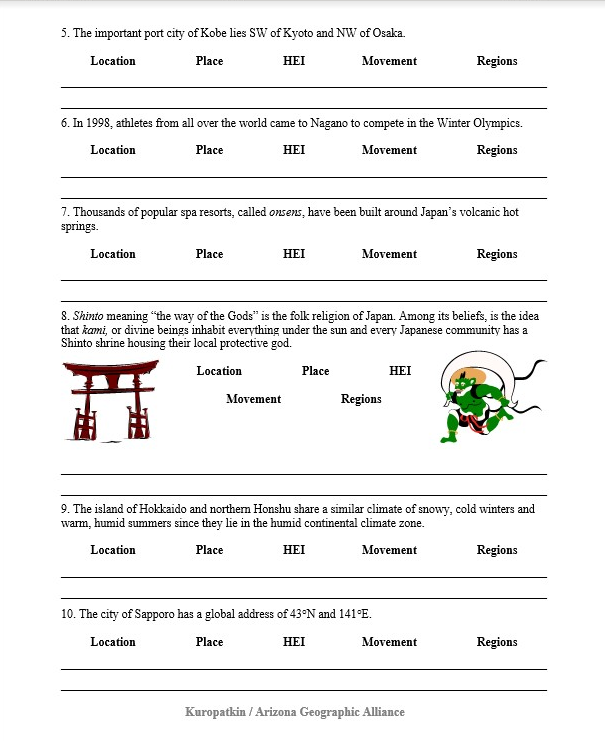 5. The important port city of Kobe lies SW of Kyoto and NW of Osaka.
Location Place HEI Movement Regions
6. In 1998, athletes from all over the world came to Nagano to compete in the Winter Olympics.
Location Place HEI Movement Regions
7. Thousands of popular spa resorts, called onsens, have been built around Japan’s volcanic hot
springs.
Location Place HEI Movement Regions
8. Shinto meaning “the way of the Gods” is the folk religion of Japan. Among its beliefs, is the idea
that kami, or divine beings inhabit everything under the sun and every Japanese community has a
Shinto shrine housing their local protective god.
Location Place HEI
Movement Regions
9. The island of Hokkaido and northern Honshu share a similar climate of snowy, cold winters and
warm, humid summers since they lie in the humid continental climate zone.
Location Place HEI Movement Regions
10. The city of Sapporo has a global address of 43°N and 141°E.
Location Place HEI Movement Regions
Kuropatkin / Arizona Geographic Alliance